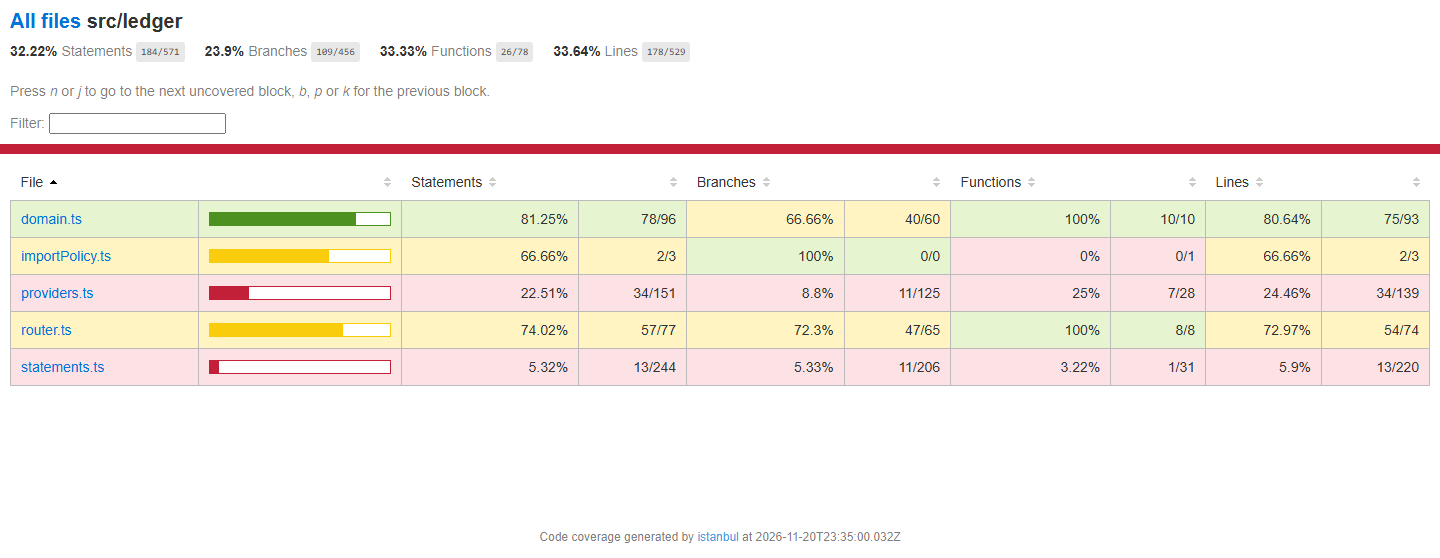 All files src/ledger
32.22% Statements 184/571 23.9% Branches 109/456 33.33% Functions 26/78 33.64% Lines 178/529
Press n or j to go to the next uncovered block, b, p or k for the previous block.
Filter:
File Statements Branches Functions Lines
domain.ts 81.25% 78/96 66.66% 40/60 100% 10/10 80.64% 75/93
importPolicy.ts 66.66% 2/3 100% 0/0 0% 0/1 66.66% 2/3
providers.ts 22.51% 34/151 8.8% 11/125 25% 7/28 24.46% 34/139
router.ts 74.02% 57/77 72.3% 47/65 100% 8/8 72.97% 54/74
statements.ts 5.32% 13/244 5.33% 11/206 3.22% 1/31 5.9% 13/220
Code coverage generated by istanbul at 2026-11-20T23:35:00.032Z